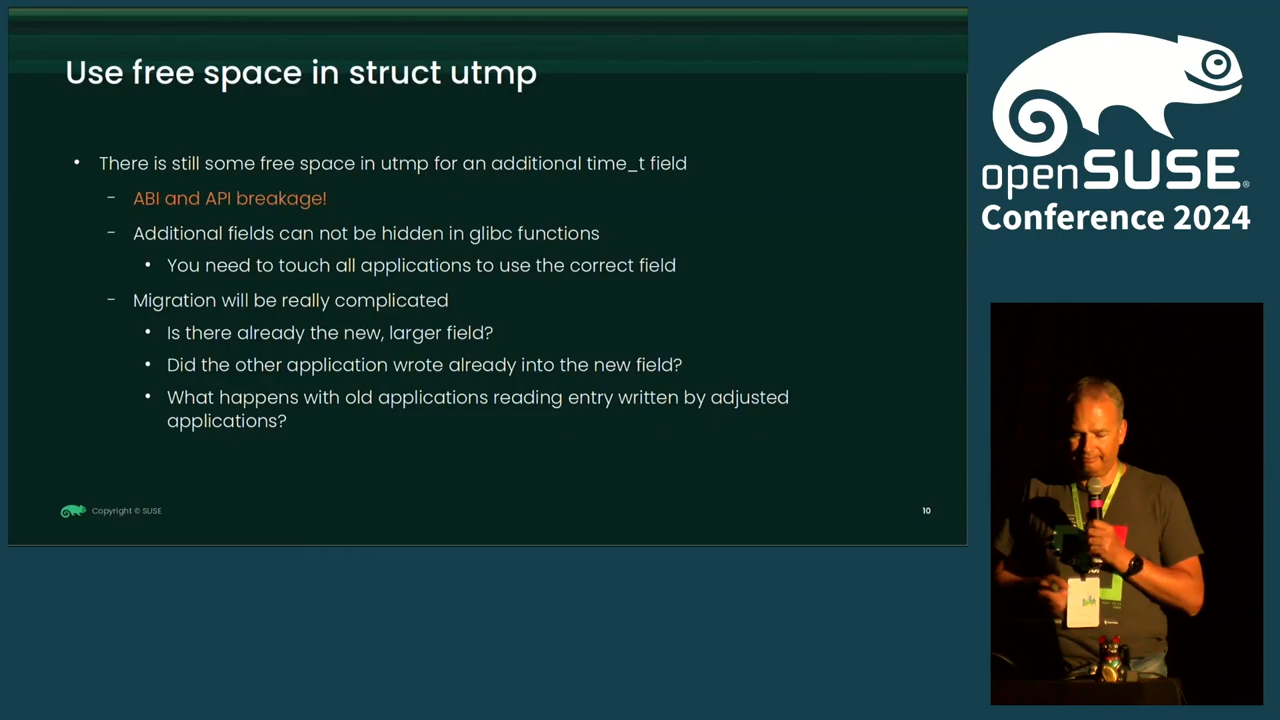 Use free space in struct utmp
• There is still some free space in utmp for an additional time_t field
- ABI and API breakage!
- Additional fields can not be hidden in glibc functions
• You need to touch all applications to use the correct field
- Migration will be really complicated
• Is there already the new, larger field?
• Did the other application wrote already into the new field?
• What happens with old applications reading entry written by adjusted
applications?
Copyright © SUSE
10
openSUSE®
Conference 2024